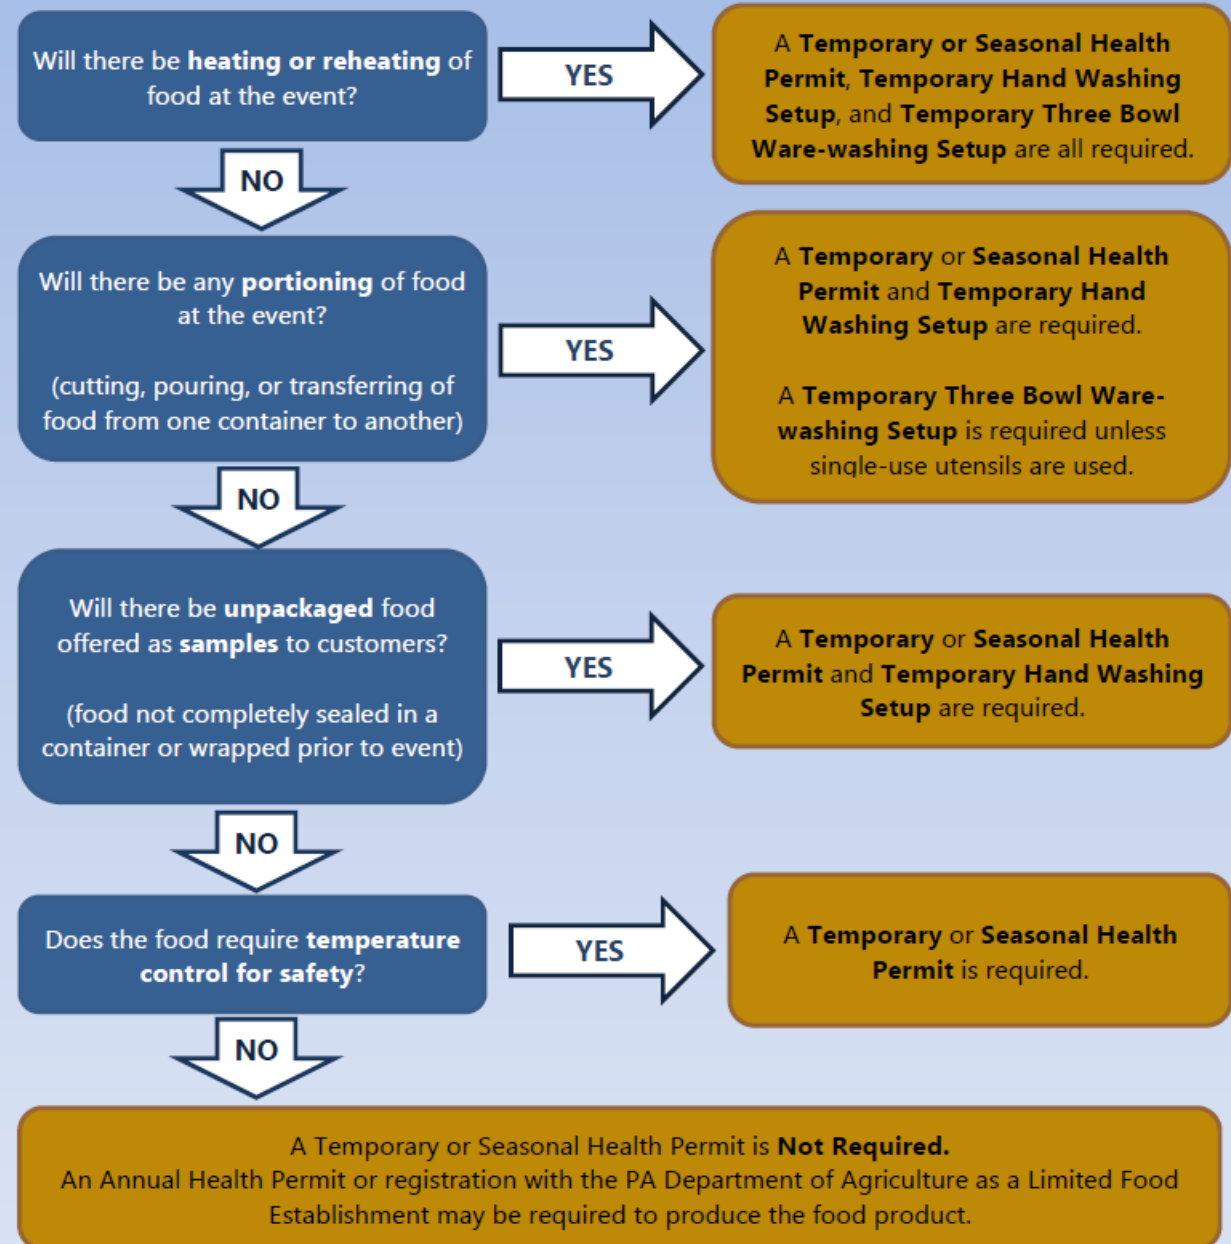 Will there be heating or reheating of
food at the event?
YES
A Temporary or Seasonal Health
Permit, Temporary Hand Washing
Setup, and Temporary Three Bowl
Ware-washing Setup are all required.
NO
Will there be any portioning of food
at the event?
(cutting, pouring, or transferring of
food from one container to another)
YES
A Temporary or Seasonal Health
Permit and Temporary Hand
Washing Setup are required.
A Temporary Three Bowl Ware-
washing Setup is required unless
single-use utensils are used.
NO
Will there be unpackaged food
offered as samples to customers?
(food not completely sealed in a
container or wrapped prior to event)
YES
A Temporary or Seasonal Health
Permit and Temporary Hand Washing
Setup are required.
NO
Does the food require temperature
control for safety?
YES
A Temporary or Seasonal Health
Permit is required.
NO
A Temporary or Seasonal Health Permit is Not Required.
An Annual Health Permit or registration with the PA Department of Agriculture as a Limited Food
Establishment may be required to produce the food product.